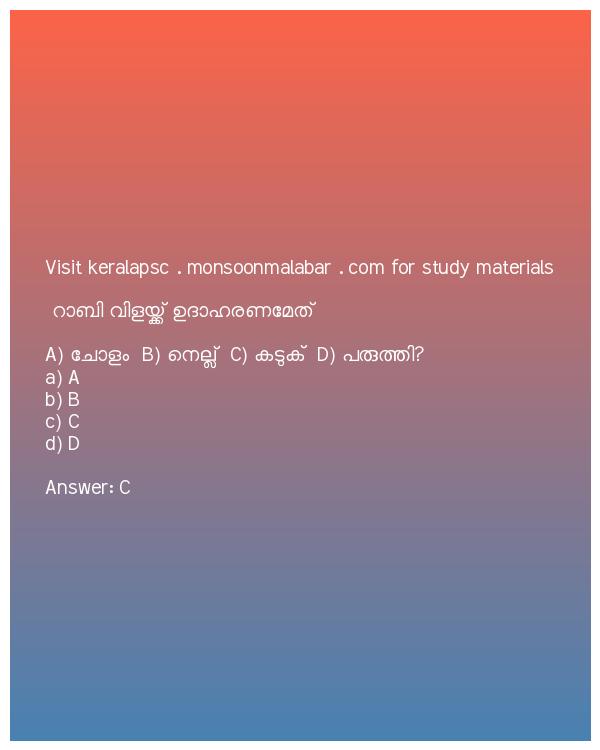 Visit keralapsc . monsoonmalabar . com for study materials
റാബി വിളയ്ക്ക് ഉദാഹരണമേത്
A) ചോളം B) നെല്ല് C) കടുക് D) പരുത്തി?
a) A
b) B
c) C
d) D
Answer: C